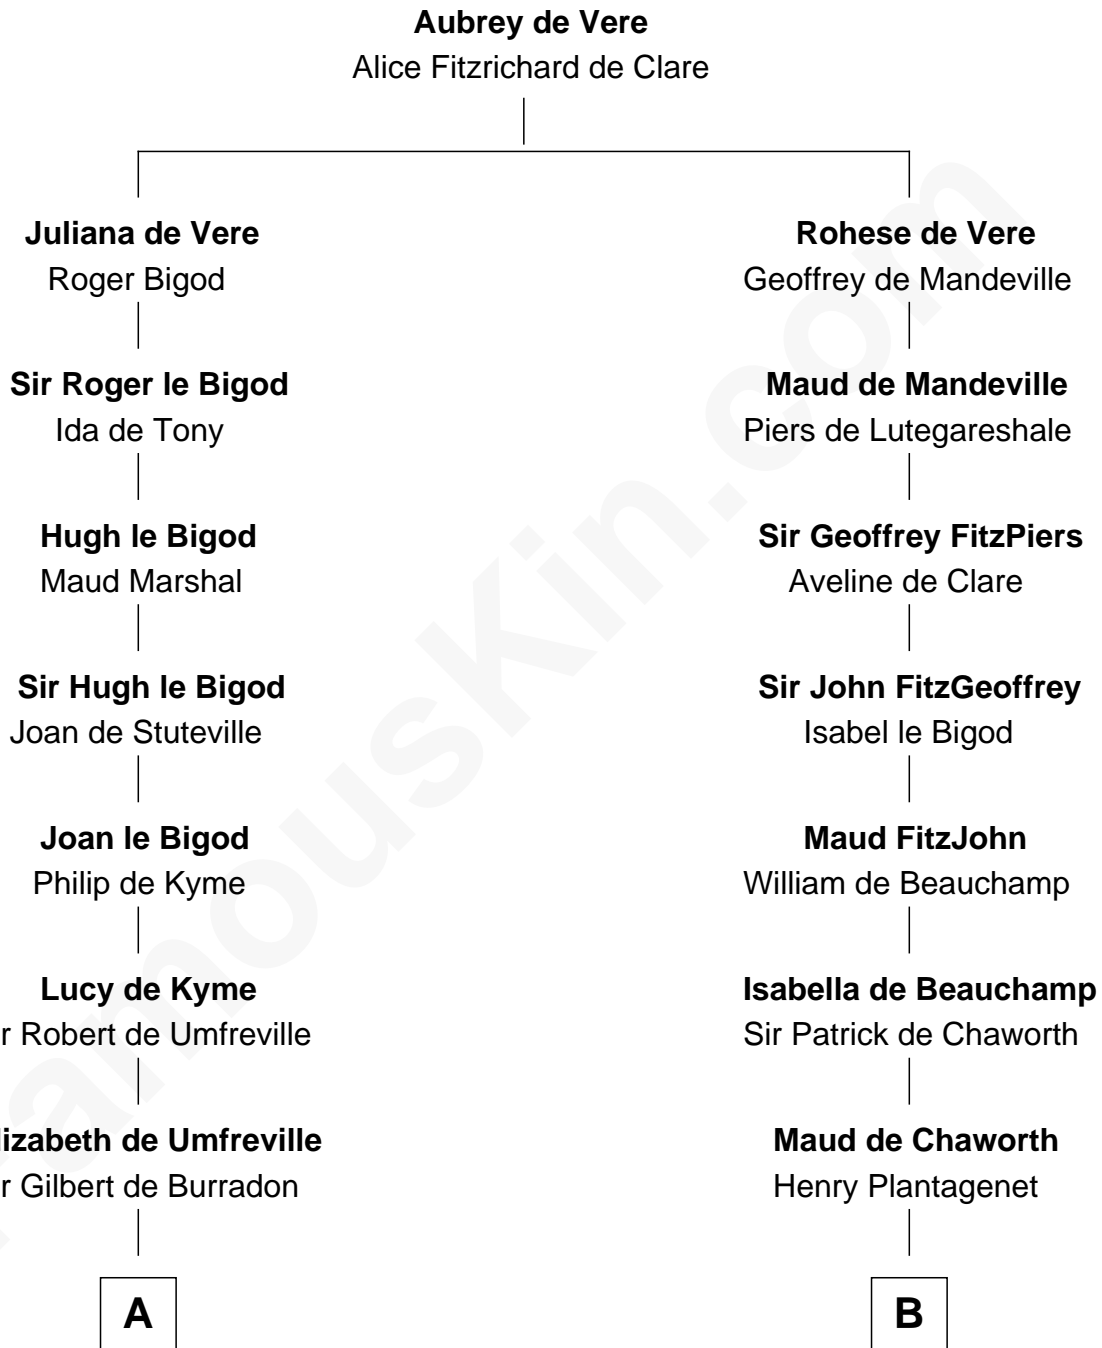 Aubrey de Vere
Alice Fitzrichard de Clare
Juliana de Vere
Roger Bigod
Rohese de Vere
Geoffrey de Mandeville
Sir Roger le Bigod
Ida de Tony
Maud de Mandeville
Piers de Lutegareshale
Hugh le Bigod
Maud Marshal
Sir Geoffrey FitzPiers
Aveline de Clare
Sir Hugh le Bigod
Joan de Stuteville
Sir John FitzGeoffrey
Isabel le Bigod
Joan le Bigod
Philip de Kyme
Maud FitzJohn
William de Beauchamp
Lucy de Kyme
r Robert de Umfreville
Isabella de Beauchamp
Sir Patrick de Chaworth
lizabeth de Umfreville
r Gilbert de Burradon
Maud de Chaworth
Henry Plantagenet
A
B
FamousKin.com